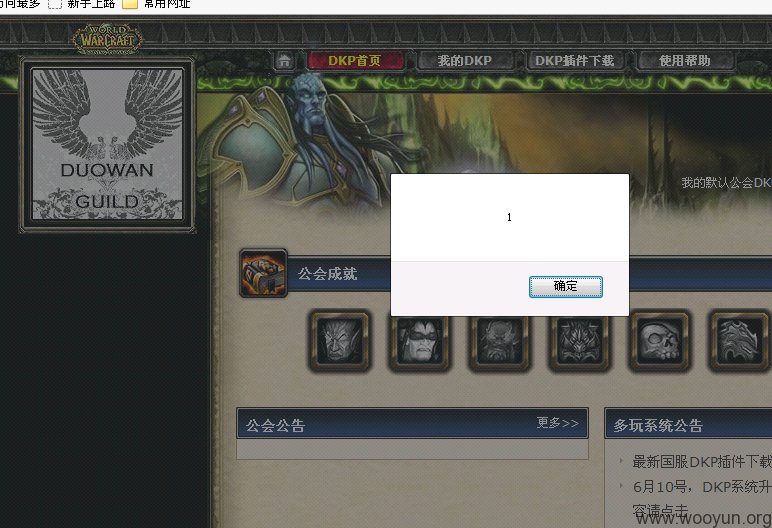 访问最多 新手上路 常用网址
WORLD
WARCRAFT
DKP首页 我的DKP DKP插件下载 使用帮助
DUOWAN
GUILD
我的默认公会DK
1
确定
公会成就
公会公告 更多>>
多玩系统公告
最新国服DKP插件下载
6月10号，DKP系统升
容请点击
www.wooyun.org